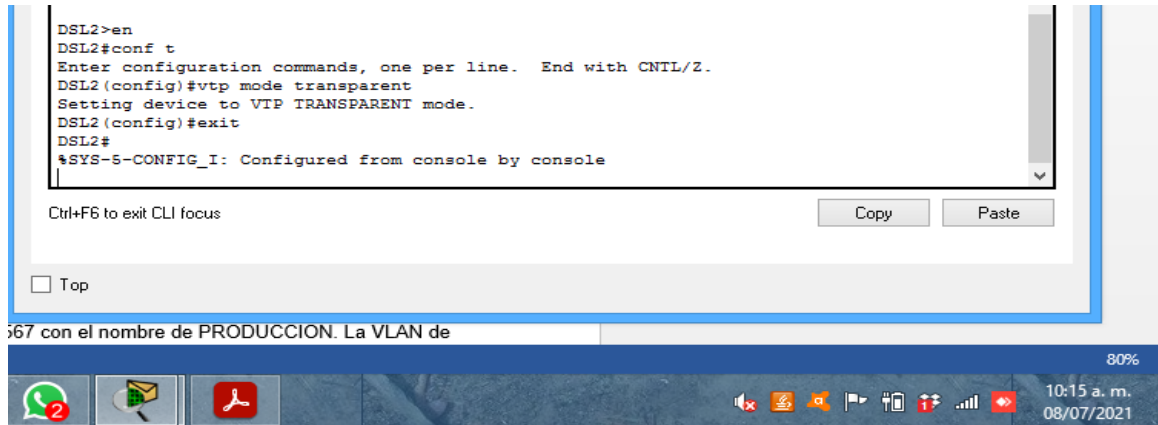 DSL2>en
DSL2#conf t
Enter configuration commands, one per line.  End with CNTL/Z.
DSL2(config)#vtp mode transparent
Setting device to VTP TRANSPARENT mode.
DSL2(config)#exit
DSL2#
%SYS-5-CONFIG_I: Configured from console by console
Ctrl+F6 to exit CLI focus
Copy
Paste
Top
567 con el nombre de PRODUCCION. La VLAN de
80%
2
10:15 a. m.
08/07/2021